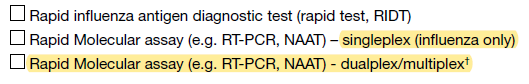 ☐ Rapid influenza antigen diagnostic test (rapid test, RIDT)
☐ Rapid Molecular assay (e.g. RT-PCR, NAAT) – singleplex (influenza only)
☐ Rapid Molecular assay (e.g. RT-PCR, NAAT) - dualplex/multiplex†